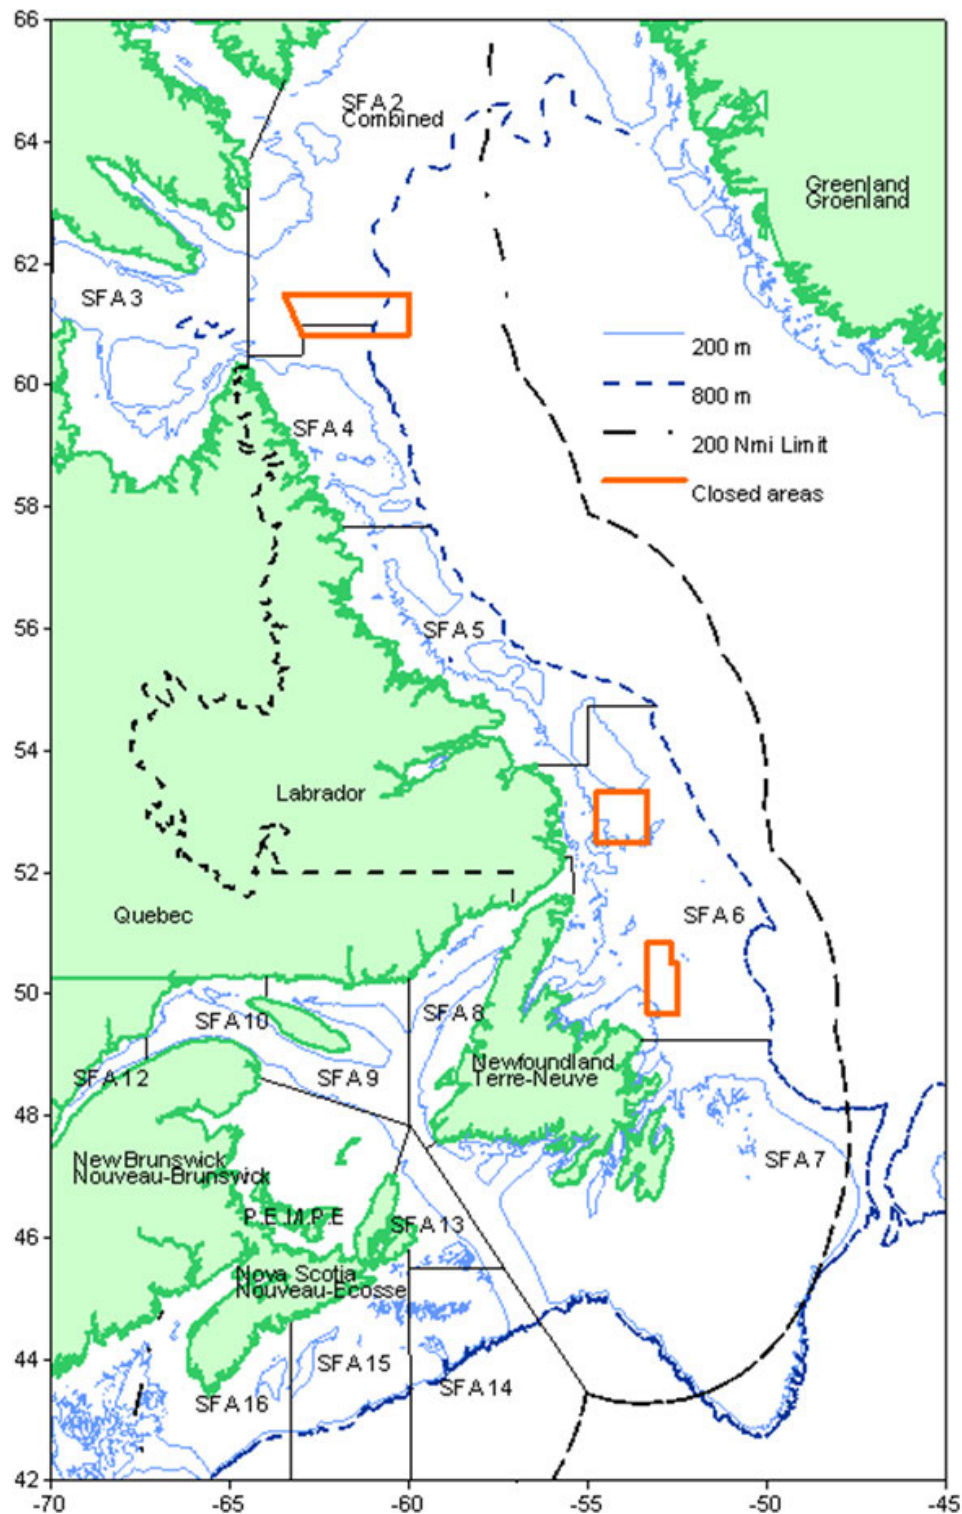 66
SFA 2
Combined
64
Greenland
Groenland
62
SFA 3
200 m
60
800 m
SFA 4
200 Nmi Limit
Closed areas
58
SFA 5
56
54
Labrador
52
Quebec
SFA 6
50
SFA 10
SFA 8
Newfoundland
Terre-Neuve
SFA 12
SFA 9
48
New Brunswick
Nouveau-Brunswick
SFA 7
P.E.I/I.P.E
SFA 13
46
Nova Scotia
Nouveau-Ecosse
44
SFA 15
SFA 14
SFA 16
42
-70
-65
-60
-55
-50
-45